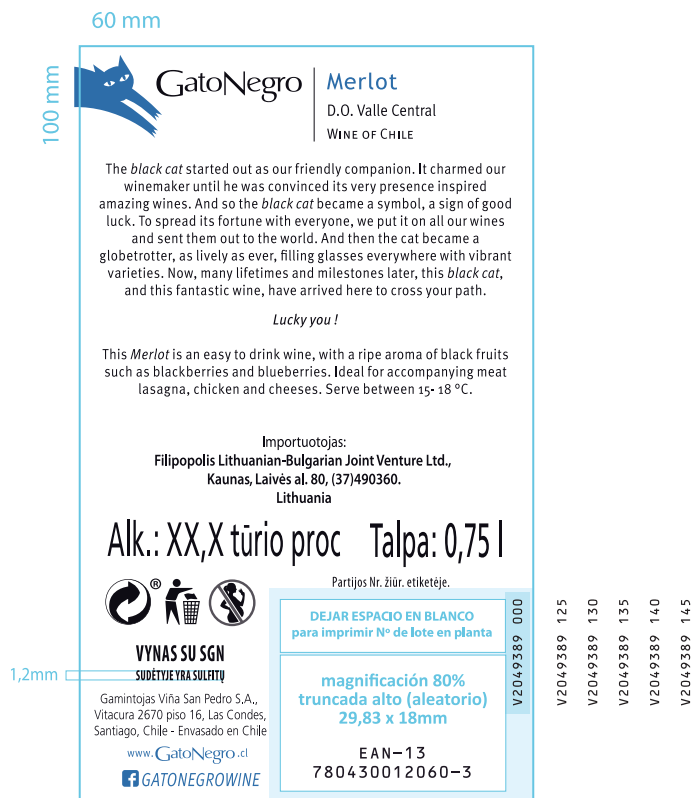 60 mm
100 mm
GatoNegro
Merlot
D.O. Valle Central
WINE OF CHILE
The black cat started out as our friendly companion. It charmed our
winemaker until he was convinced its very presence inspired
amazing wines. And so the black cat became a symbol, a sign of good
luck. To spread its fortune with everyone, we put it on all our wines
and sent them out to the world. And then the cat became a
globetrotter, as lively as ever, filling glasses everywhere with vibrant
varieties. Now, many lifetimes and milestones later, this black cat,
and this fantastic wine, have arrived here to cross your path.
Lucky you !
This Merlot is an easy to drink wine, with a ripe aroma of black fruits
such as blackberries and blueberries. Ideal for accompanying meat
lasagna, chicken and cheeses. Serve between 15- 18 °C.
Importuotojas:
Filipopolis Lithuanian-Bulgarian Joint Venture Ltd.,
Kaunas, Laivės al. 80, (37)490360.
Lithuania
Alk.: XX,X tūrio proc Talpa: 0,75 l
Partijos Nr. žiūr. etiketėje.
®
VYNAS SU SGN
1,2mm
SUDĖTYJE YRA SULFITŲ
Gamintojas Viña San Pedro S.A.,
Vitacura 2670 piso 16, Las Condes,
Santiago, Chile - Envasado en Chile
www.GatoNegro.cl
f GATONEGROWINE
DEJAR ESPACIO EN BLANCO
para imprimir Nº de lote en planta
magnificación 80%
truncada alto (aleatorio)
29,83 x 18mm
EAN-13
780430012060-3
V2049389 000
V2049389 125
V2049389 130
V2049389 135
V2049389 140
V2049389 145